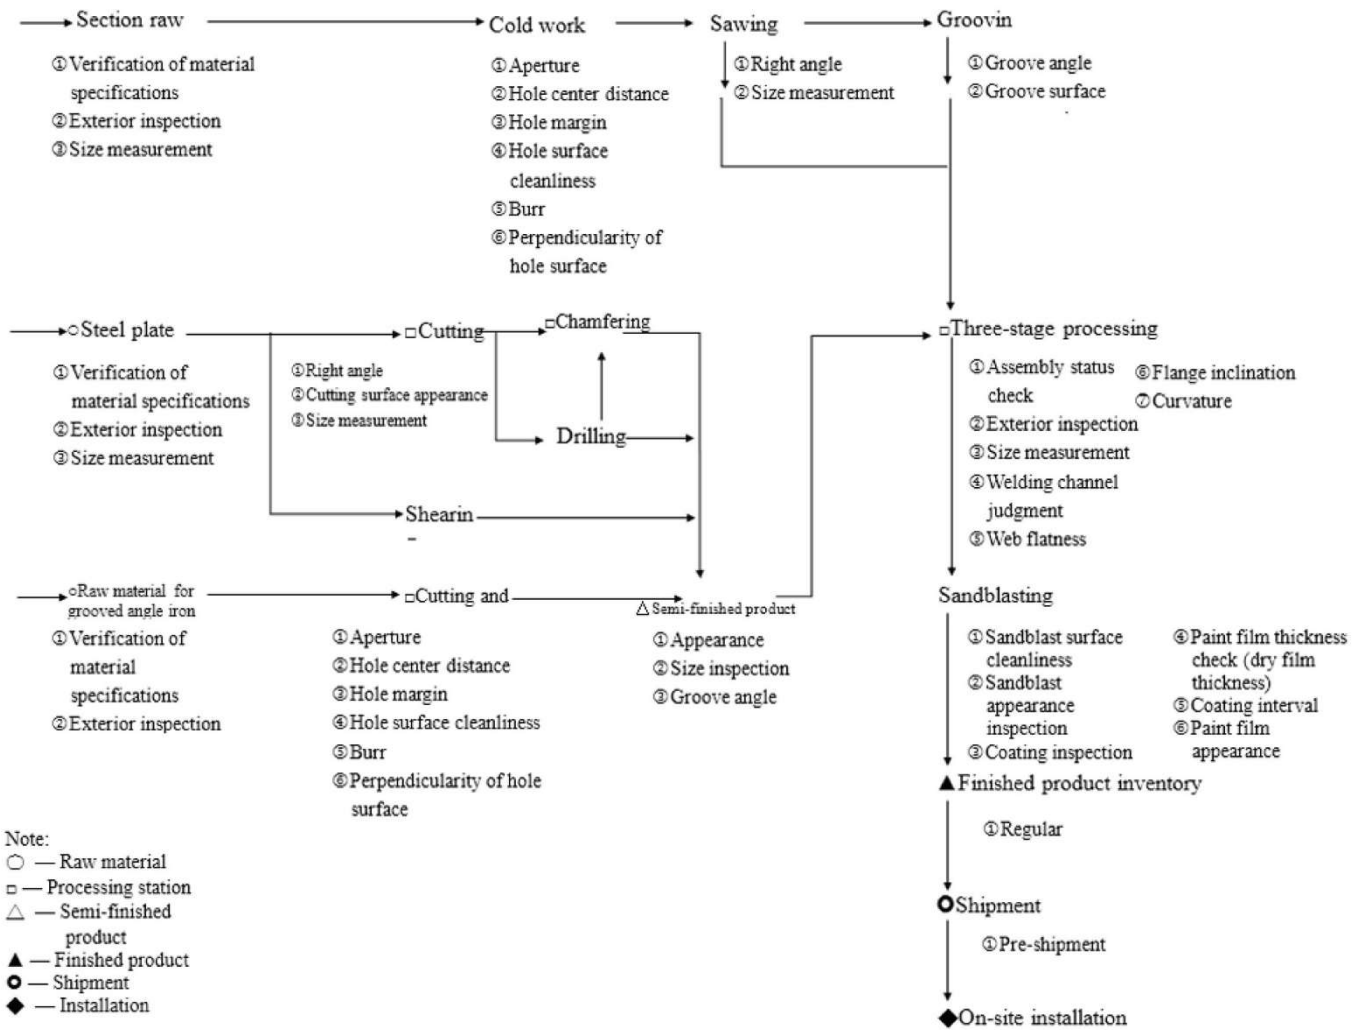 Section raw
①Verification of material
specifications
②Exterior inspection
③Size measurement
Cold work
①Aperture
②Hole center distance
③Hole margin
④Hole surface
cleanliness
⑤Burr
⑥Perpendicularity of
hole surface
Sawing
①Right angle
②Size measurement
Groovin
①Groove angle
②Groove surface
○Steel plate
①Verification of
material specifications
②Exterior inspection
③Size measurement
□Cutting
①Right angle
②Cutting surface appearance
③Size measurement
□Chamfering
Drilling
Shearin
□Three-stage processing
①Assembly status
check
②Exterior inspection
③Size measurement
④Welding channel
judgment
⑤Web flatness
⑥Flange inclination
⑦Curvature
○Raw material for
grooved angle iron
①Verification of
material
specifications
②Exterior inspection
□Cutting and
①Aperture
②Hole center distance
③Hole margin
④Hole surface cleanliness
⑤Burr
⑥Perpendicularity of hole
surface
△Semi-finished product
①Appearance
②Size inspection
③Groove angle
Sandblasting
①Sandblast surface
cleanliness
②Sandblast
appearance
inspection
③Coating inspection
④Paint film thickness
check (dry film
thickness)
⑤Coating interval
⑥Paint film
appearance
▲Finished product inventory
①Regular
Shipment
①Pre-shipment
◆On-site installation
Note:
○ — Raw material
□ — Processing station
△ — Semi-finished
product
▲ — Finished product
— Shipment
◆ — Installation